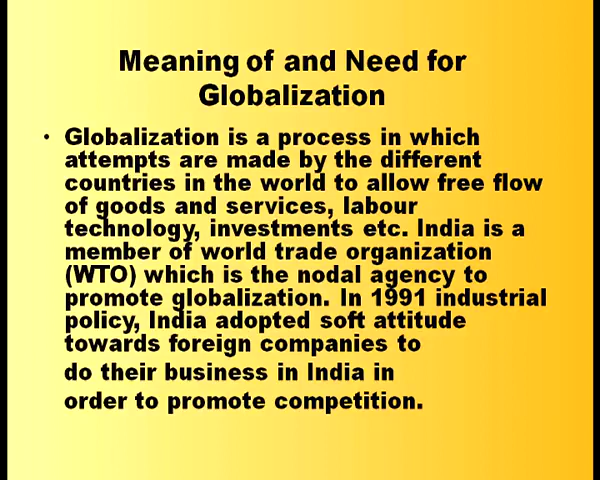 Meaning of and Need for
Globalization
• Globalization is a process in which
attempts are made by the different
countries in the world to allow free flow
of goods and services, labour
technology, investments etc. India is a
member of world trade organization
(WTO) which is the nodal agency to
promote globalization. In 1991 industrial
policy, India adopted soft attitude
towards foreign companies to
do their business in India in
order to promote competition.